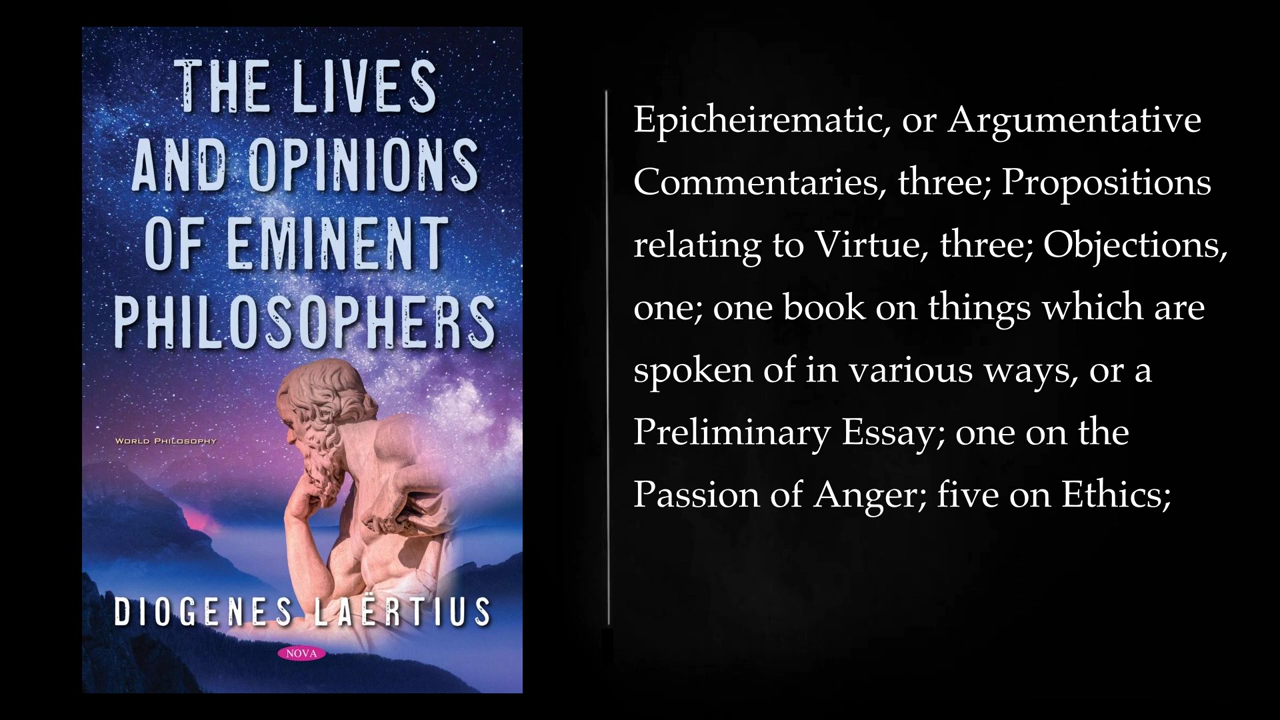 THE LIVES
AND OPINIONS
OF EMINENT
PHILOSOPHERS
WORLD PHILOSOPHY
DIOGENES LAËRTIUS
NOVA
Epicheirematic, or Argumentative
Commentaries, three; Propositions
relating to Virtue, three; Objections,
one; one book on things which are
spoken of in various ways, or a
Preliminary Essay; one on the
Passion of Anger; five on Ethics;